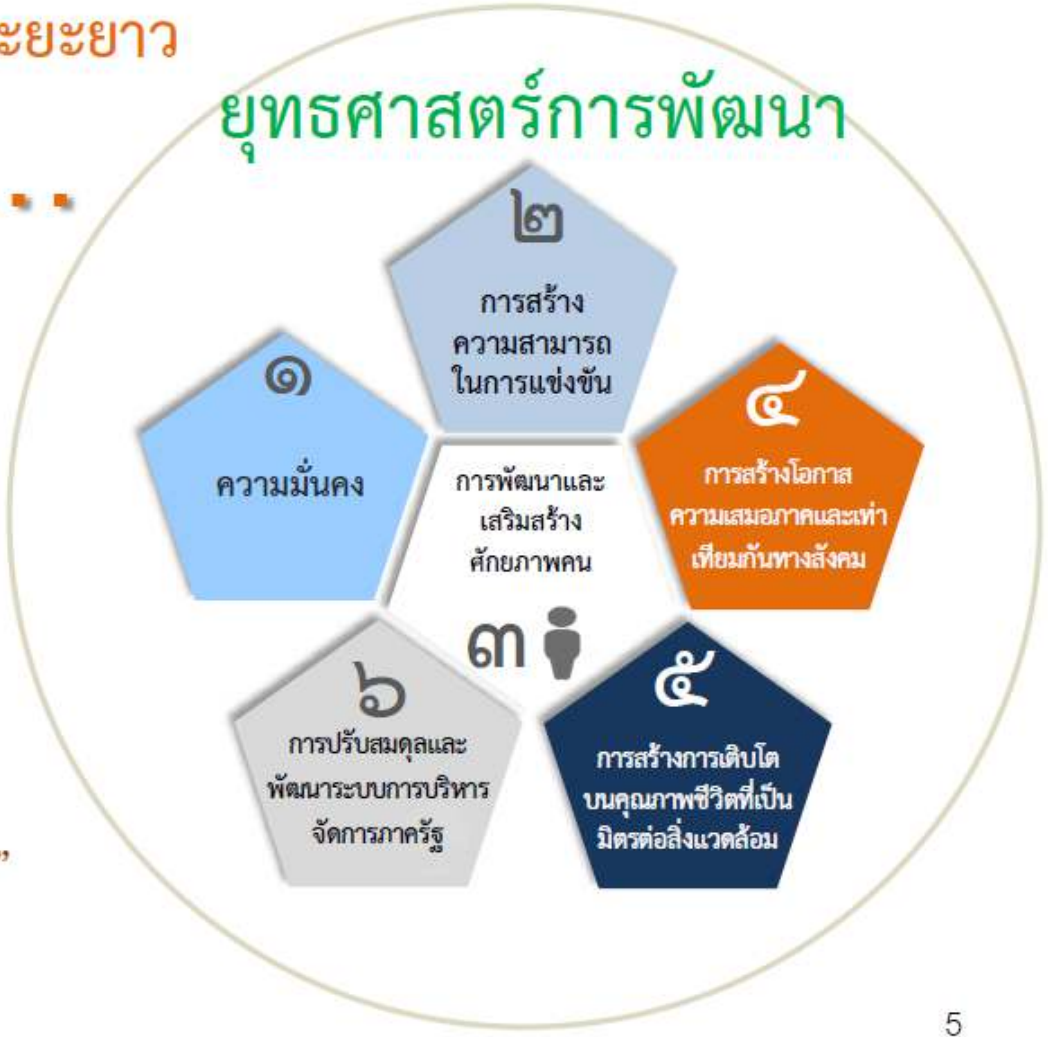 ะยะยาว
ยุทธศาสตร์การพัฒนา
..
๑
ความมั่นคง
๒
การสร้าง
ความสามารถ
ในการแข่งขัน
การพัฒนาและ
เสริมสร้าง
ศักยภาพคน
๓
๔
การสร้างโอกาส
ความเสมอภาคและเท่า
เทียมกันทางสังคม
๕
การสร้างการเติบโต
บนคุณภาพชีวิตที่เป็น
มิตรต่อสิ่งแวดล้อม
๖
การปรับสมดุลและ
พัฒนาระบบการบริหาร
จัดการภาครัฐ
”
5